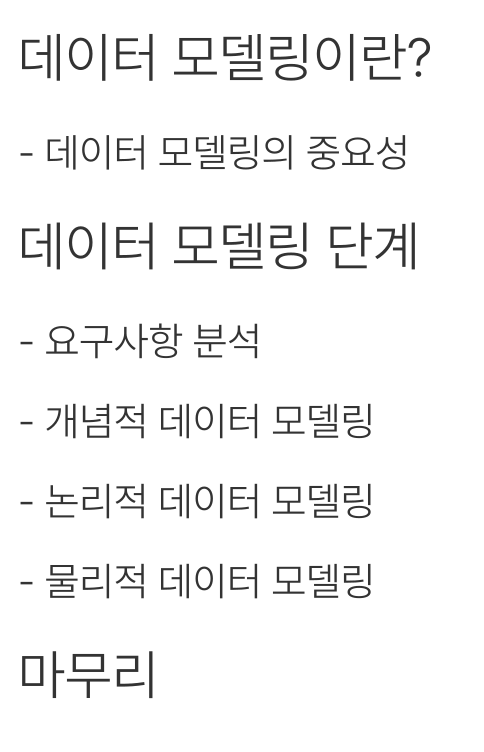 데이터 모델링이란?
- 데이터 모델링의 중요성
데이터 모델링 단계
- 요구사항 분석
- 개념적 데이터 모델링
- 논리적 데이터 모델링
- 물리적 데이터 모델링
마무리